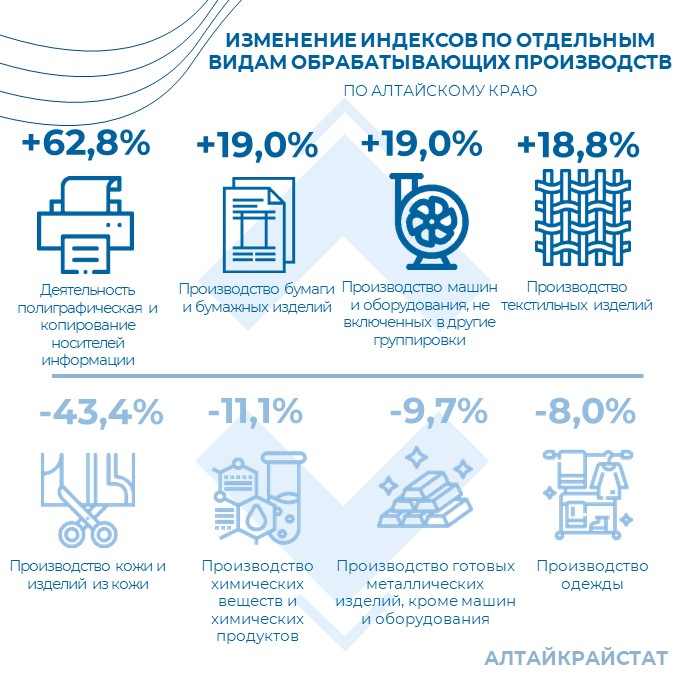 ИЗМЕНЕНИЕ ИНДЕКСОВ ПО ОТДЕЛЬНЫМ
ВИДАМ ОБРАБАТЫВАЮЩИХ ПРОИЗВОДСТВ
ПО АЛТАЙСКОМУ КРАЮ
+62,8%
Деятельность
полиграфическая и
копирование
носителей
информации
+19,0%
Производство бумаги
и бумажных изделий
+19,0%
Производство машин
и оборудования, не
включенных в другие
группировки
+18,8%
Производство
текстильных изделий
-43,4%
Производство кожи и
изделий из кожи
-11,1%
Производство
химических
веществ и
химических
продуктов
-9,7%
Производство готовых
металлических
изделий, кроме машин
и оборудования
-8,0%
Производство
одежды
АЛТАЙКРАЙСТАТ